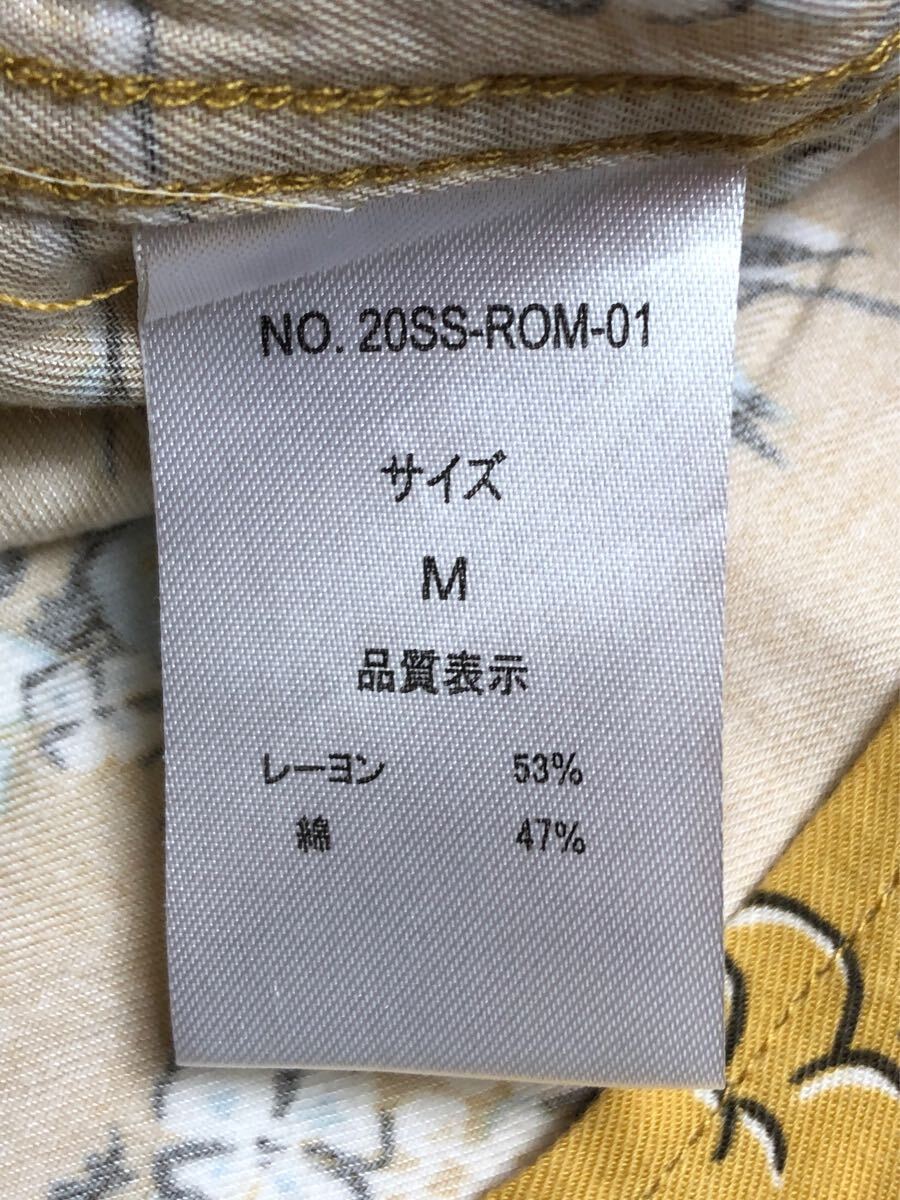 NO. 20SS-ROM-01
サイズ
M
品質表示
レーヨン 53%
綿 47%